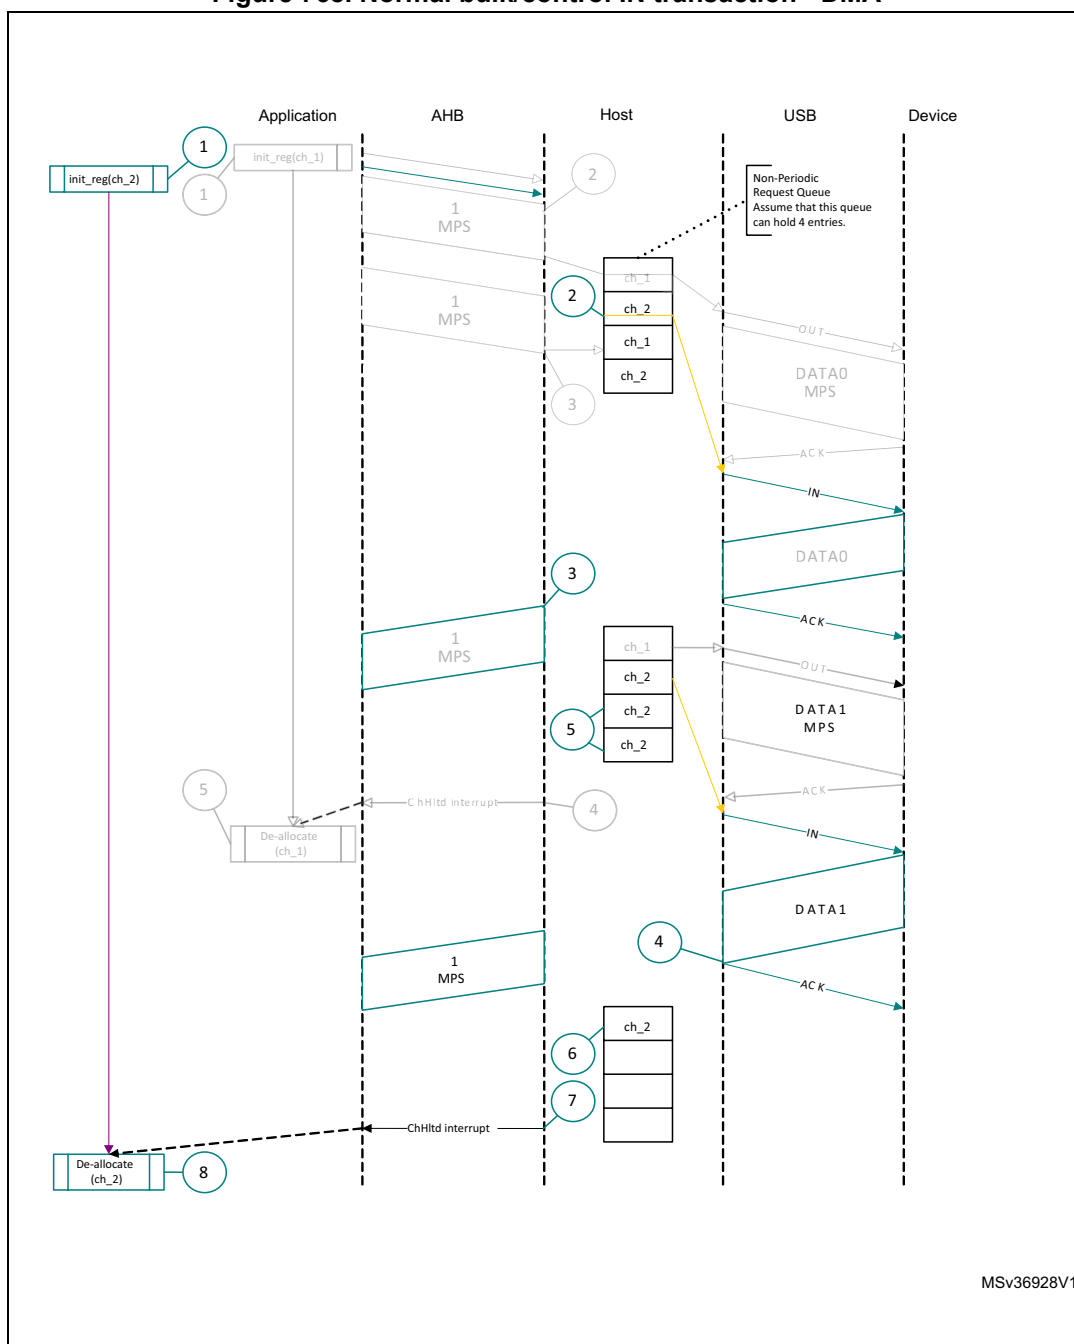 Application AHB Host USB Device
1
init_reg(ch_1)
init_reg(ch_2)
1
2
Non-Periodic
Request Queue
Assume that this queue
can hold 4 entries.
1
MPS
ch_1
2
ch_2
1
MPS
ch_1
OUT
ch_2
DATA0
MPS
3
ACK
IN
DATA0
3
ACK
1
MPS
ch_1
OUT
ch_2
ch_2
DATA1
MPS
5
ch_2
5
ACK
ChHltd interrupt
4
De-allocate
(ch_1)
IN
DATA1
4
1
MPS
ACK
ch_2
6
7
ChHltd interrupt
De-allocate
(ch_2)
8
MSv36928V1